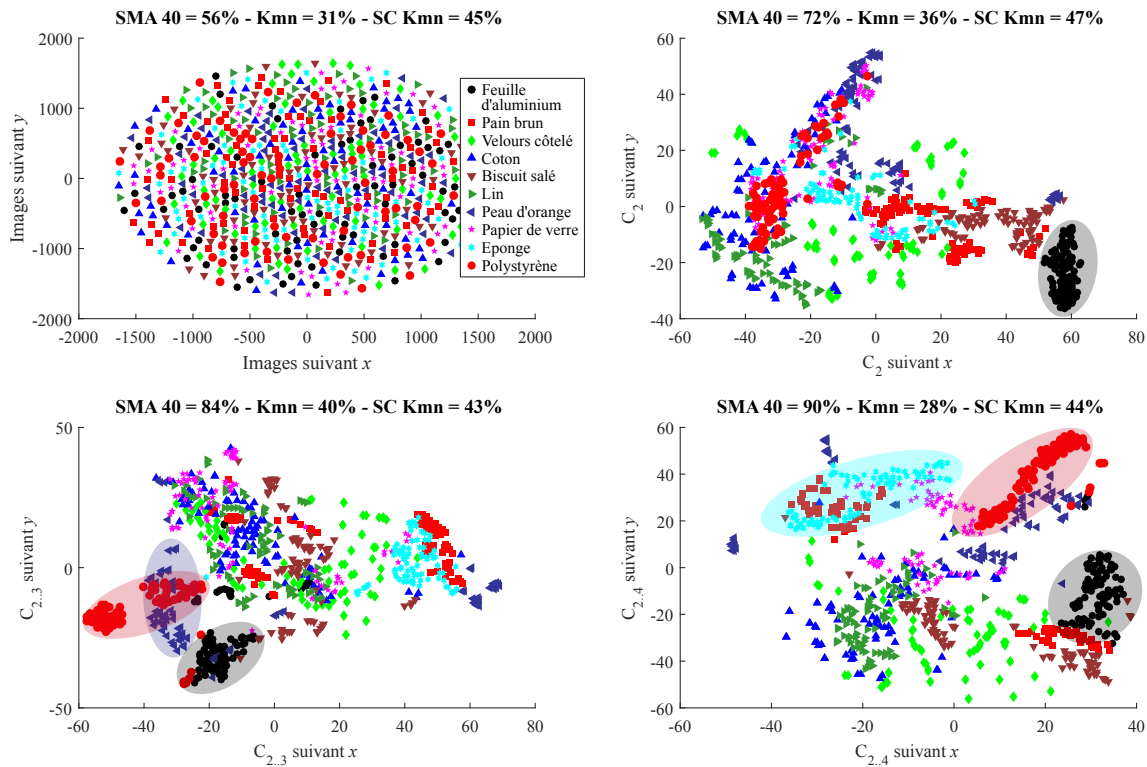 SMA 40 = 56% - Kmn = 31% - SC Kmn = 45%
2000
1000
0
-1000
-2000
Images suivant y
-2000 -1500 -1000 -500 0 500 1000 1500 2000
Images suivant x
Feuille
d'aluminium
Pain brun
Velours côtelé
Coton
Biscuit salé
Lin
Peau d'orange
Papier de verre
Eponge
Polystyrène
SMA 40 = 72% - Kmn = 36% - SC Kmn = 47%
60
40
20
0
-20
-40
C2 suivant y
-60 -40 -20 0 20 40 60 80
C2 suivant x
SMA 40 = 84% - Kmn = 40% - SC Kmn = 43%
50
0
-50
C2..3 suivant y
-60 -40 -20 0 20 40 60 80
C2..3 suivant x
SMA 40 = 90% - Kmn = 28% - SC Kmn = 44%
60
40
20
0
-20
-40
-60
C2..4 suivant y
-60 -40 -20 0 20 40
C2..4 suivant x